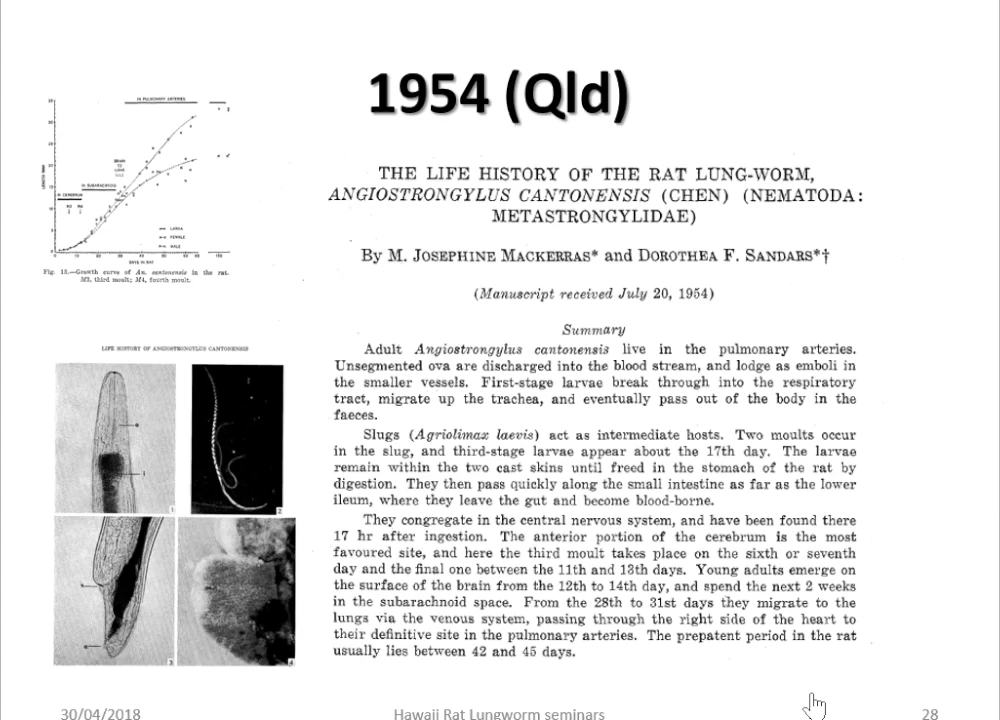 1954 (Qld)
IN PULMONARY ARTERIES
BRAIN
TO
LUNG
IN SUBARACHNOID
IN CEREBRUM
M3 M4
LARVA
FEMALE
MALE
DAYS IN RAT
Fig. 13.—Growth curve of An. cantonensis in the rat.
M3, third moult; M4, fourth moult.
LIFE HISTORY OF ANGIOSTRONGYLUS CANTONENSIS
1
2
3
4
THE LIFE HISTORY OF THE RAT LUNG-WORM,
ANGIOSTRONGYLUS CANTONENSIS (CHEN) (NEMATODA:
METASTRONGYLIDAE)
By M. JOSEPHINE MACKERRAS* and DOROTHEA F. SANDARS*†
(Manuscript received July 20, 1954)
Summary
Adult Angiostrongylus cantonensis live in the pulmonary arteries.
Unsegmented ova are discharged into the blood stream, and lodge as emboli in
the smaller vessels. First-stage larvae break through into the respiratory
tract, migrate up the trachea, and eventually pass out of the body in the
faeces.
Slugs (Agriolimax laevis) act as intermediate hosts. Two moults occur
in the slug, and third-stage larvae appear about the 17th day. The larvae
remain within the two cast skins until freed in the stomach of the rat by
digestion. They then pass quickly along the small intestine as far as the lower
ileum, where they leave the gut and become blood-borne.
They congregate in the central nervous system, and have been found there
17 hr after ingestion. The anterior portion of the cerebrum is the most
favoured site, and here the third moult takes place on the sixth or seventh
day and the final one between the 11th and 13th days. Young adults emerge on
the surface of the brain from the 12th to 14th day, and spend the next 2 weeks
in the subarachnoid space. From the 28th to 31st days they migrate to the
lungs via the venous system, passing through the right side of the heart to
their definitive site in the pulmonary arteries. The prepatent period in the rat
usually lies between 42 and 45 days.
30/04/2018
Hawaii Rat Lungworm seminars
28